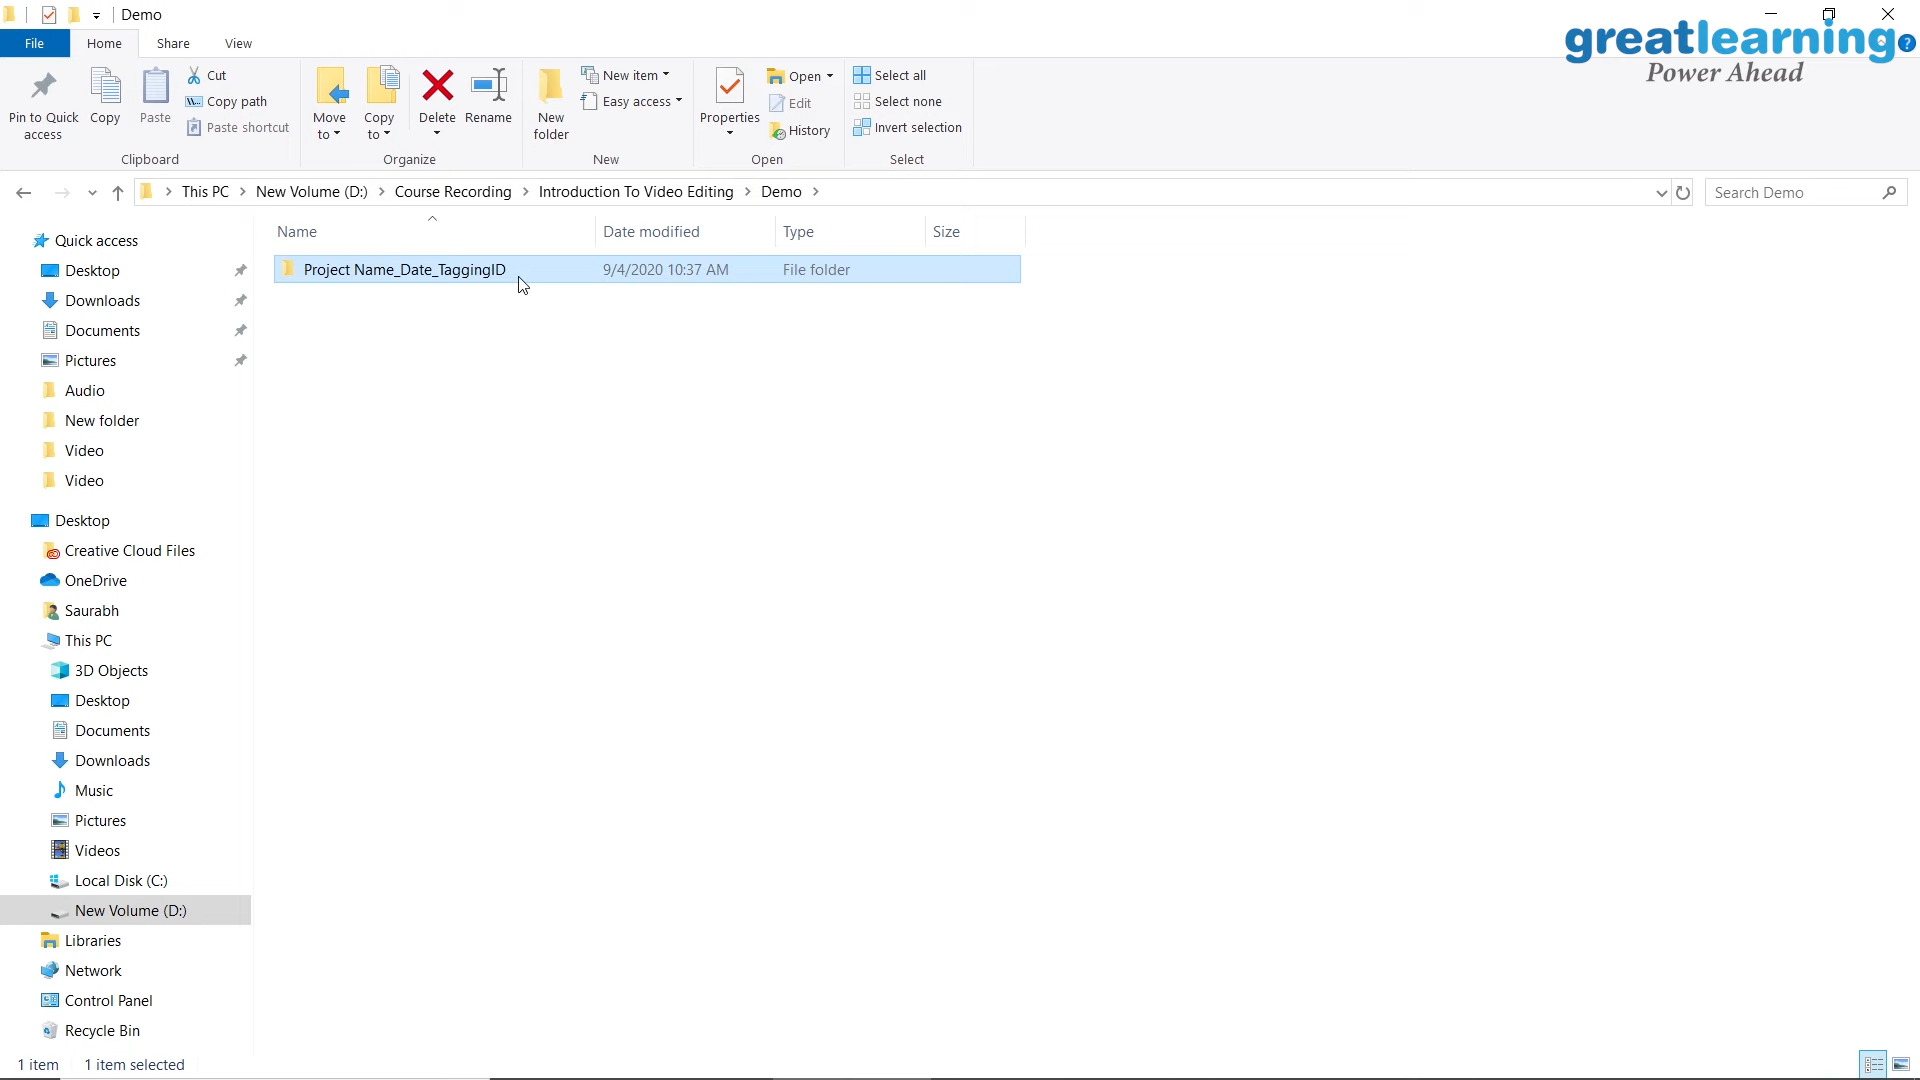 Demo
File Home Share View
greatlearning
Power Ahead
Pin to Quick access
Copy
Paste
Cut
Copy path
Paste shortcut
Clipboard
Move to
Copy to
Delete
Rename
Organize
New folder
New item
Easy access
New
Properties
Open
Edit
History
Open
Select all
Select none
Invert selection
Select
This PC > New Volume (D:) > Course Recording > Introduction To Video Editing > Demo >
Search Demo
Name Date modified Type Size
Project Name_Date_TaggingID 9/4/2020 10:37 AM File folder
Quick access
Desktop
Downloads
Documents
Pictures
Audio
New folder
Video
Video
Desktop
Creative Cloud Files
OneDrive
Saurabh
This PC
3D Objects
Desktop
Documents
Downloads
Music
Pictures
Videos
Local Disk (C:)
New Volume (D:)
Libraries
Network
Control Panel
Recycle Bin
1 item 1 item selected